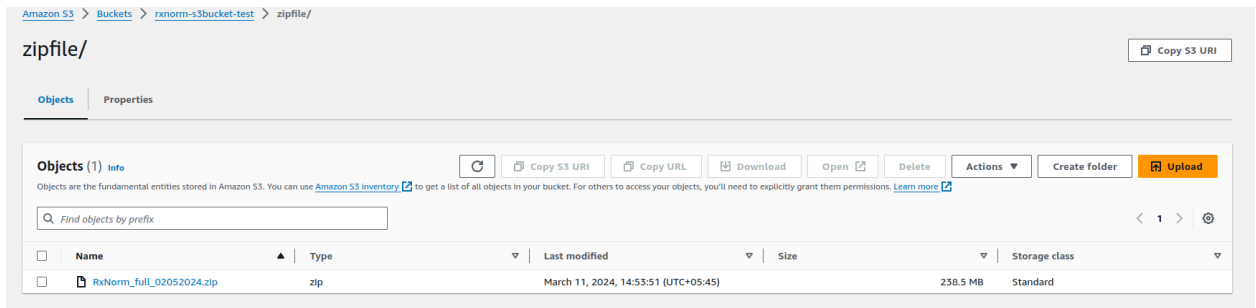 Amazon S3 > Buckets > rxnorm-s3bucket-test > zipfile/
zipfile/
Copy S3 URI
Objects Properties
Objects (1) Info
Copy S3 URI Copy URL Download Open Delete Actions Create folder Upload
Objects are the fundamental entities stored in Amazon S3. You can use Amazon S3 inventory to get a list of all objects in your bucket. For others to access your objects, you'll need to explicitly grant them permissions. Learn more
Find objects by prefix
< 1 >
Name Type Last modified Size Storage class
RxNorm_full_02052024.zip zip March 11, 2024, 14:53:51 (UTC+05:45) 238.5 MB Standard